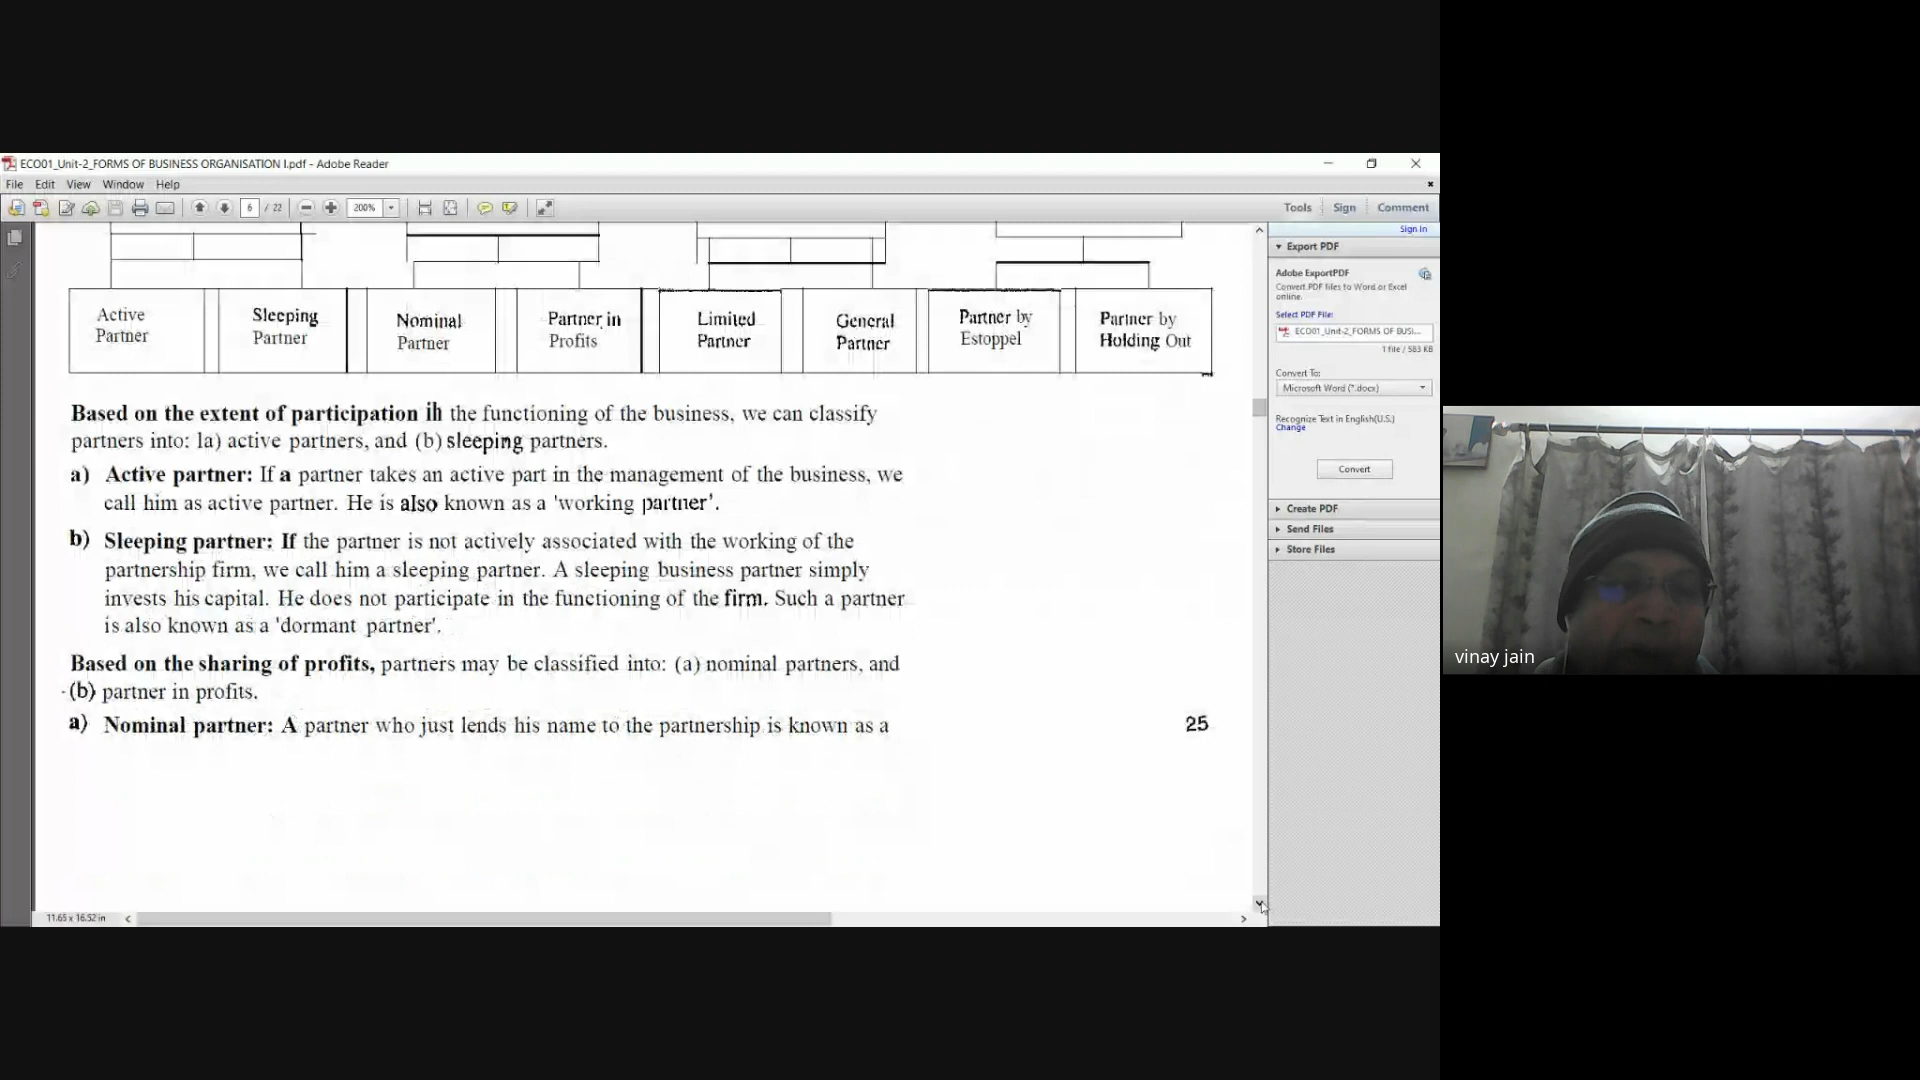 ECO01_Unit-2_FORMS OF BUSINESS ORGANISATION I.pdf - Adobe Reader
File Edit View Window Help
6 / 22 200% Tools Sign Comment
Sign In
Export PDF
Adobe ExportPDF
Convert PDF files to Word or Excel
online.
Select PDF File:
ECO01_Unit-2_FORMS OF BUSI...
1 file / 583 KB
Convert To:
Microsoft Word (*.docx)
Recognize Text in English(U.S.)
Change
Convert
Create PDF
Send Files
Store Files
Active
Partner
Sleeping
Partner
Nominal
Partner
Partner in
Profits
Limited
Partner
General
Partner
Partner by
Estoppel
Partner by
Holding Out
Based on the extent of participation ih the functioning of the business, we can classify
partners into: la) active partners, and (b) sleeping partners.
a) Active partner: If a partner takes an active part in the management of the business, we
call him as active partner. He is also known as a 'working partner'.
b) Sleeping partner: If the partner is not actively associated with the working of the
partnership firm, we call him a sleeping partner. A sleeping business partner simply
invests his capital. He does not participate in the functioning of the firm. Such a partner
is also known as a 'dormant partner'.
Based on the sharing of profits, partners may be classified into: (a) nominal partners, and
(b) partner in profits.
a) Nominal partner: A partner who just lends his name to the partnership is known as a
25
11.65 x 16.52 in
vinay jain